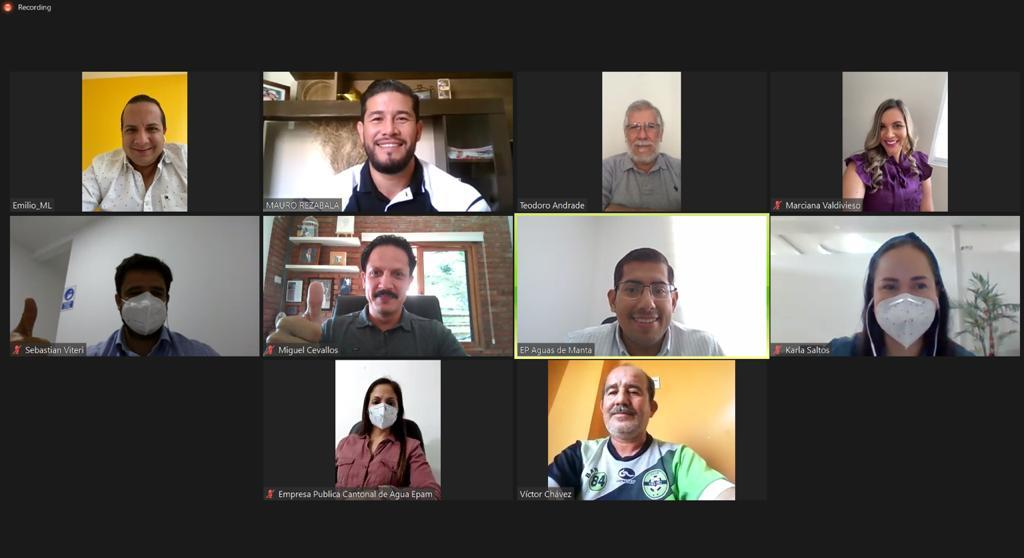 Recording
Emilio_ML
MAURO REZABALA
Teodoro Andrade
Marciana Valdivieso
Sebastian Viteri
Miguel Cevallos
EP Aguas de Manta
Karla Saltos
Empresa Publica Cantonal de Agua Epam
Víctor Chávez
84